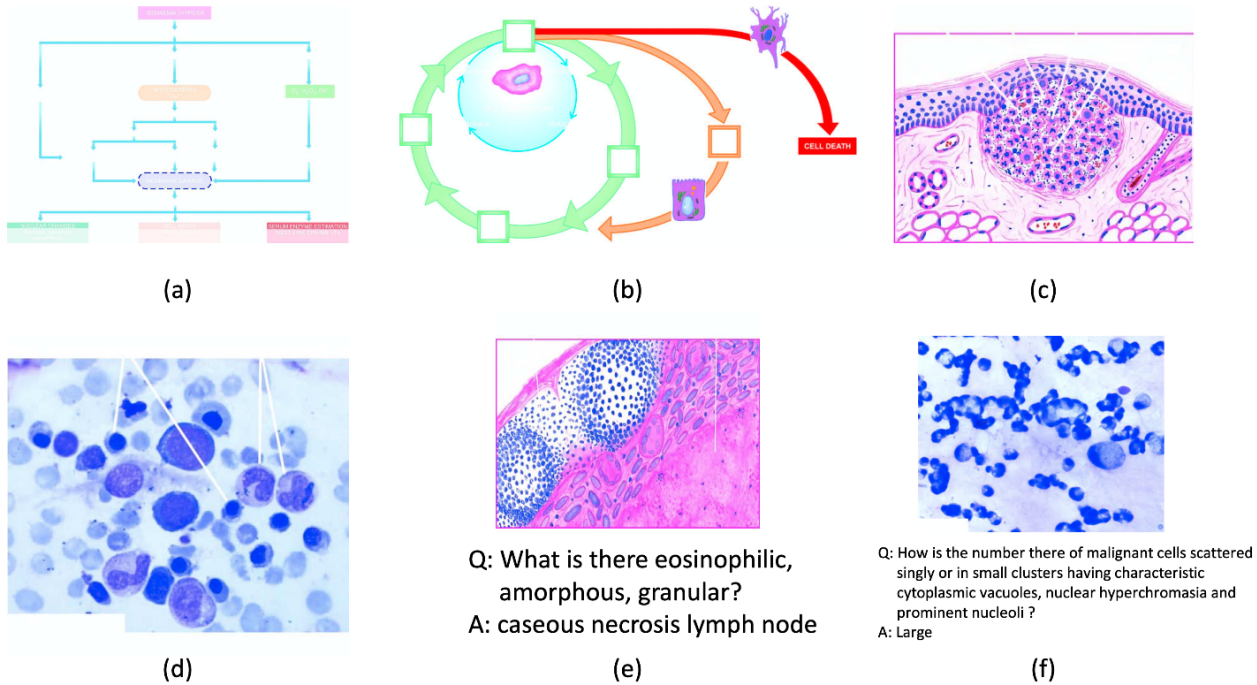 CELL DEATH
SERUM ENZYME ESTIMATION
(a)
(b)
(c)
Q: What is there eosinophilic,
amorphous, granular?
A: caseous necrosis lymph node
Q: How is the number there of malignant cells scattered
singly or in small clusters having characteristic
cytoplasmic vacuoles, nuclear hyperchromasia and
prominent nucleoli ?
A: Large
(d)
(e)
(f)